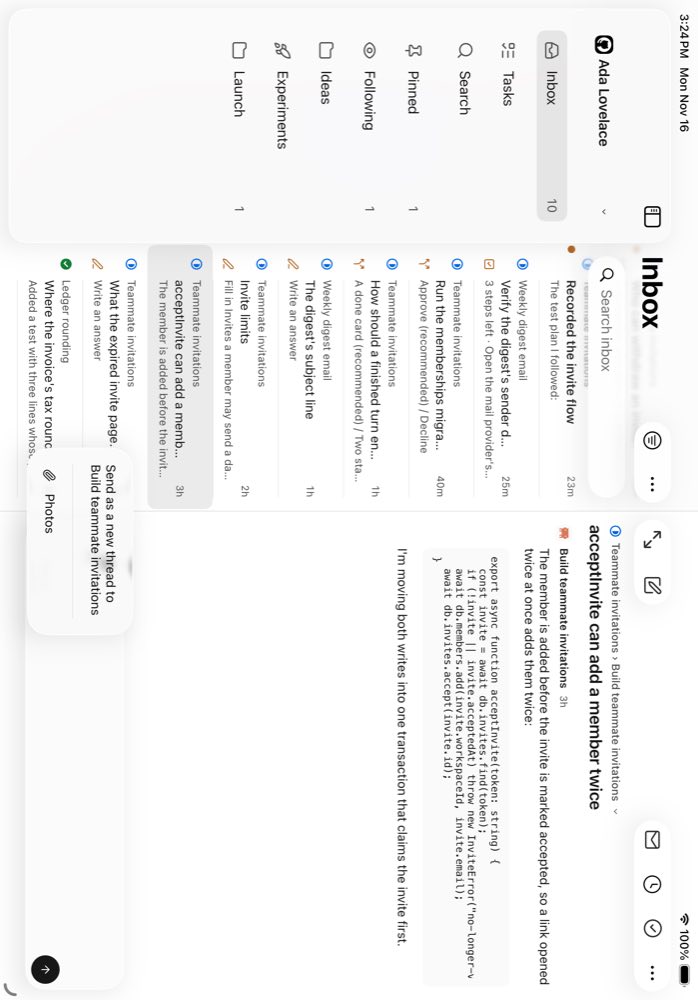 3:24 PM Mon Nov 16
100%
Ada Lovelace
Inbox 10
Tasks
Search
Pinned 1
Following 1
Ideas
Experiments
Launch 1
Inbox
Search inbox
Teammate invitations
Recorded the invite flow 23m
The test plan I followed:
Weekly digest email
Verify the digest's sender d... 25m
3 steps left · Open the mail provider's...
Teammate invitations
Run the memberships migra... 40m
Approve (recommended) / Decline
Teammate invitations
How should a finished turn en... 1h
A done card (recommended) / Two sta...
Weekly digest email
The digest's subject line 1h
Write an answer
Teammate invitations
Invite limits 2h
Fill in Invites a member may send a da...
Teammate invitations
acceptInvite can add a memb... 3h
The member is added before the invit...
Teammate invitations
What the expired invite page.
Write an answer
Ledger rounding
Where the invoice's tax round
Added a test with three lines whose
Teammate invitations › Build teammate invitations
acceptInvite can add a member twice
Build teammate invitations 3h
The member is added before the invite is marked accepted, so a link opened
twice at once adds them twice:
export async function acceptInvite(token: string) {
const invite = await db.invites.find(token);
if (!invite || invite.acceptedAt) throw new InviteError("no-longer-v
await db.members.add(invite.workspaceId, invite.email);
await db.invites.accept(invite.id);
}
I'm moving both writes into one transaction that claims the invite first.
Send as a new thread to
Build teammate invitations
Photos